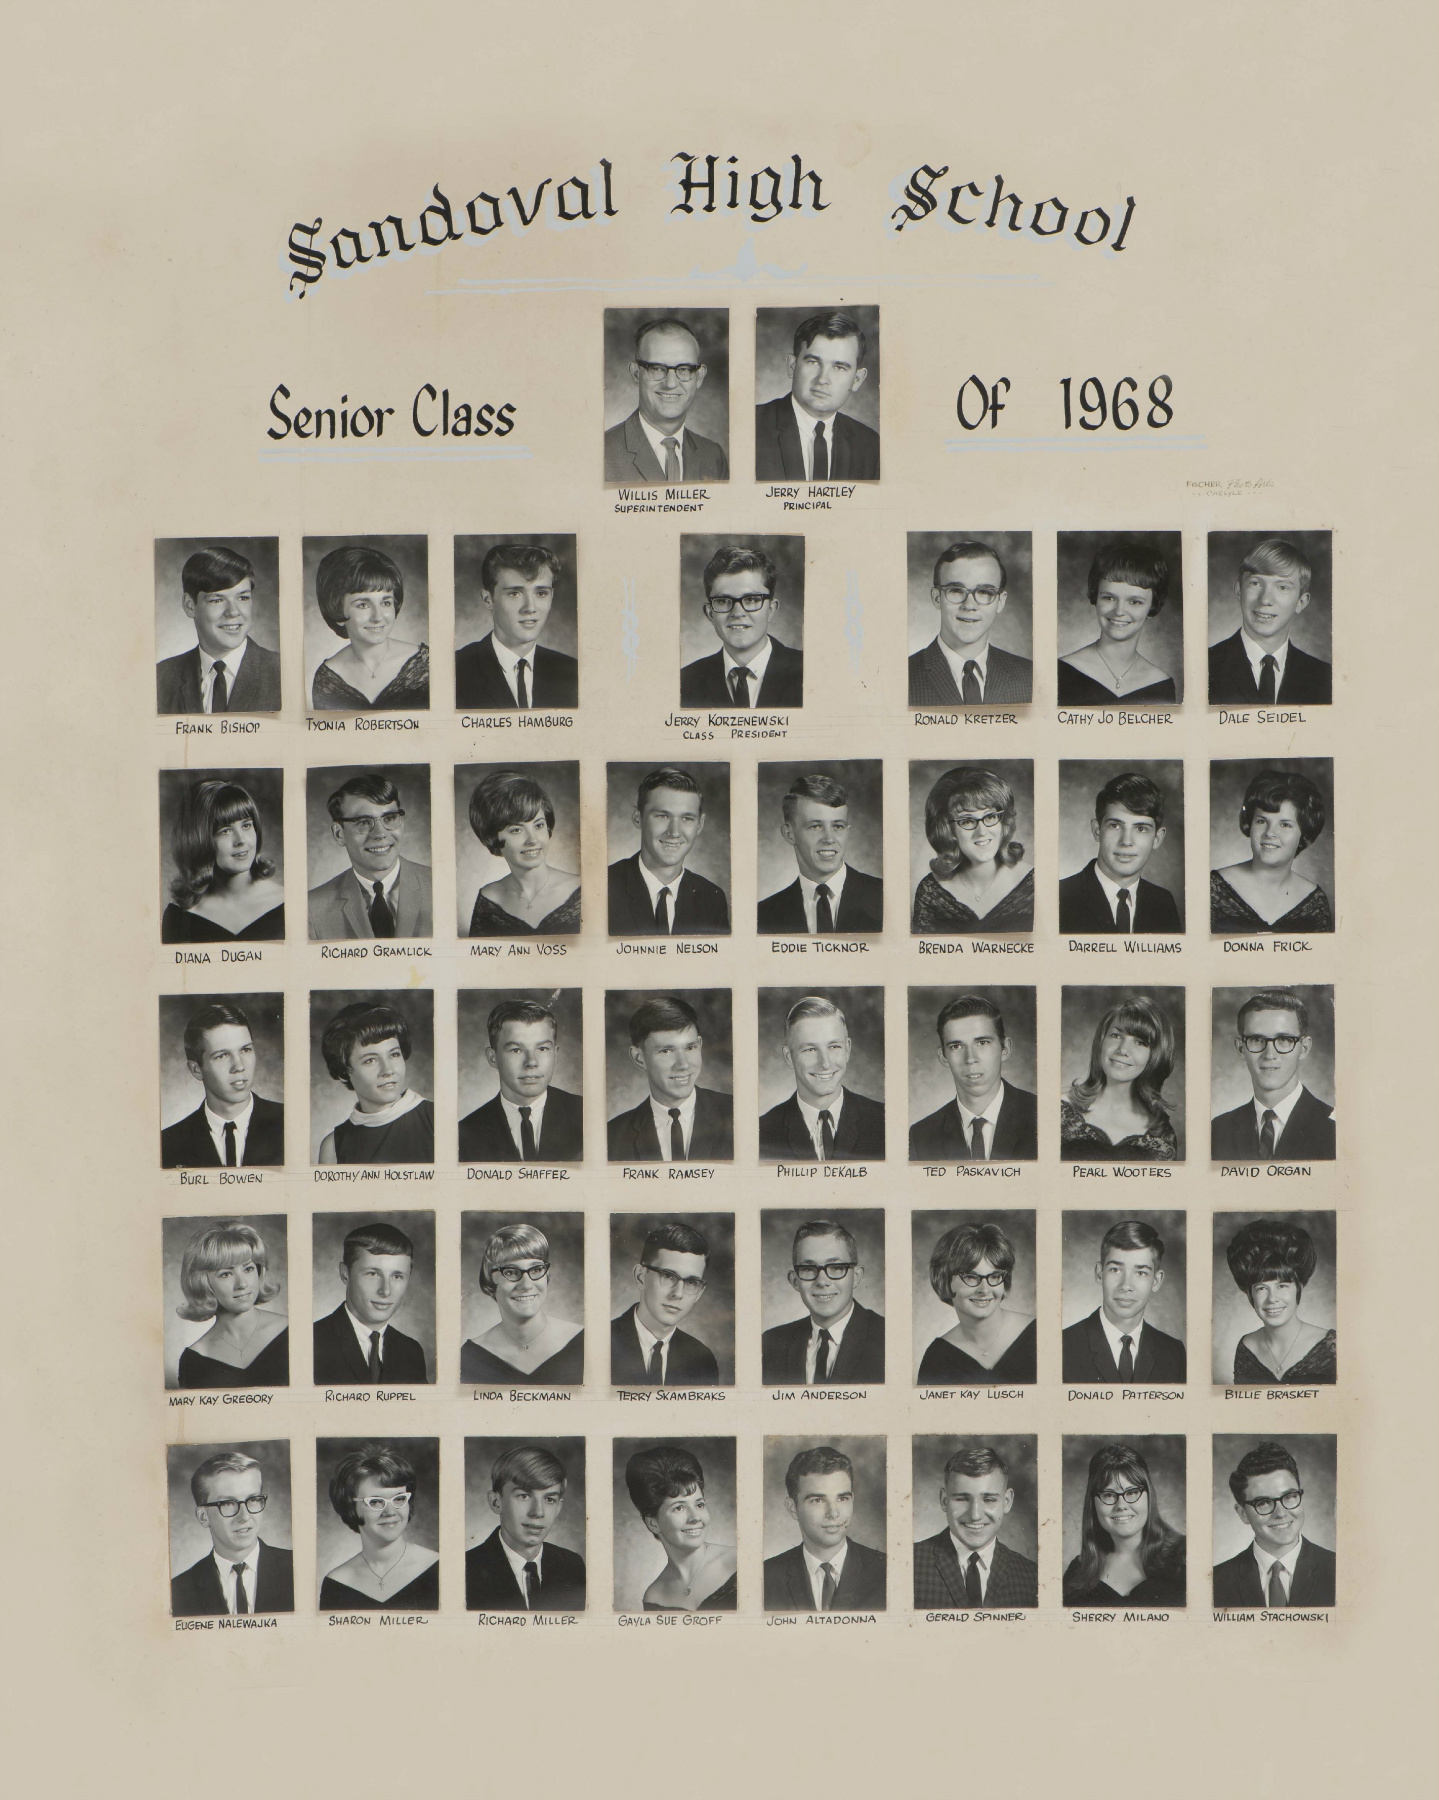 Sandoval High School
Senior Class Of 1968
WILLIS MILLER
SUPERINTENDENT
JERRY HARTLEY
PRINCIPAL
FISCHER Photo Arts
CARLYLE
FRANK BISHOP
TYONIA ROBERTSON
CHARLES HAMBURG
JERRY KORZENEWSKI
CLASS PRESIDENT
RONALD KRETZER
CATHY JO BELCHER
DALE SEIDEL
DIANA DUGAN
RICHARD GRAMLICK
MARY ANN VOSS
JOHNNIE NELSON
EDDIE TICKNOR
BRENDA WARNECKE
DARRELL WILLIAMS
DONNA FRICK
BURL BOWEN
DOROTHY ANN HOLSTLAW
DONALD SHAFFER
FRANK RAMSEY
PHILLIP DEKALB
TED PASKAVICH
PEARL WOOTERS
DAVID ORGAN
MARY KAY GREGORY
RICHARD RUPPEL
LINDA BECKMANN
TERRY SKAMBRAKS
JIM ANDERSON
JANET KAY LUSCH
DONALD PATTERSON
BILLIE BRASKET
EUGENE NALEWAJKA
SHARON MILLER
RICHARD MILLER
GAYLA SUE GROFF
JOHN ALTADONNA
GERALD SPINNER
SHERRY MILANO
WILLIAM STACHOWSKI